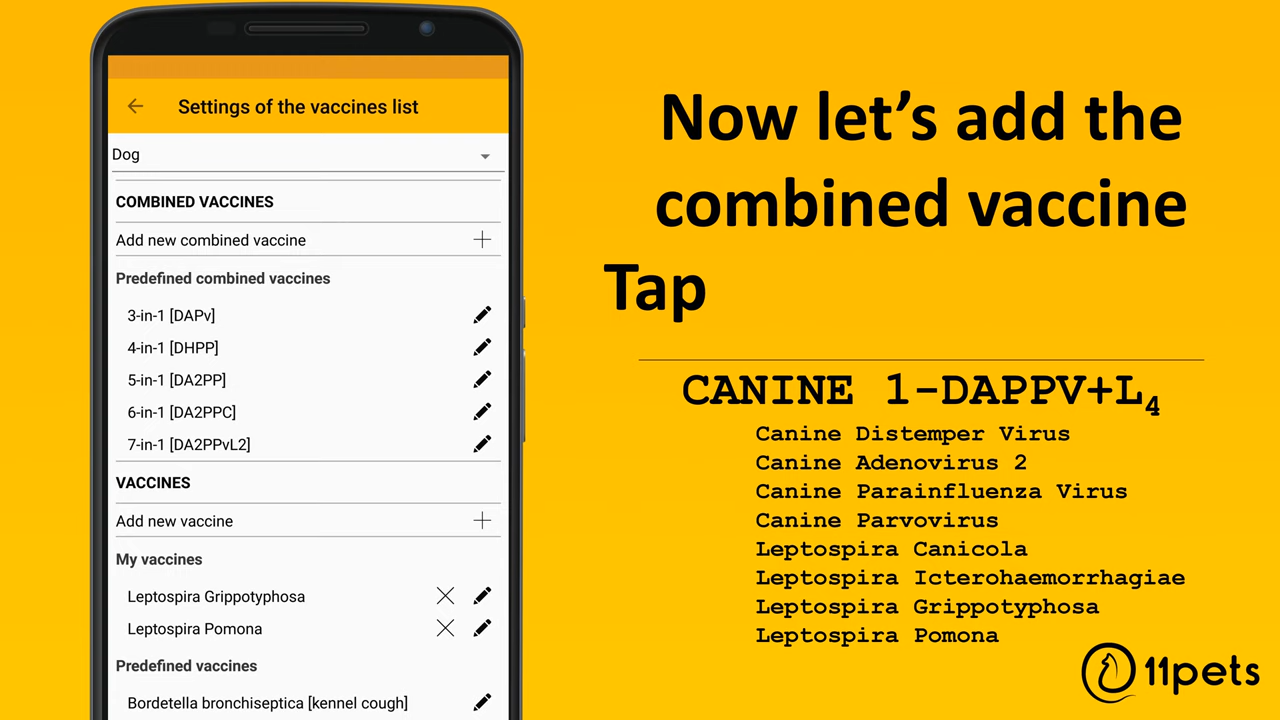 Settings of the vaccines list
Dog
COMBINED VACCINES
Add new combined vaccine
Predefined combined vaccines
3-in-1 [DAPv]
4-in-1 [DHPP]
5-in-1 [DA2PP]
6-in-1 [DA2PPC]
7-in-1 [DA2PPvL2]
VACCINES
Add new vaccine
My vaccines
Leptospira Grippotyphosa
Leptospira Pomona
Predefined vaccines
Bordetella bronchiseptica [kennel cough]
Now let’s add the
combined vaccine
Tap
CANINE 1-DAPPV+L4
Canine Distemper Virus
Canine Adenovirus 2
Canine Parainfluenza Virus
Canine Parvovirus
Leptospira Canicola
Leptospira Icterohaemorrhagiae
Leptospira Grippotyphosa
Leptospira Pomona
11pets